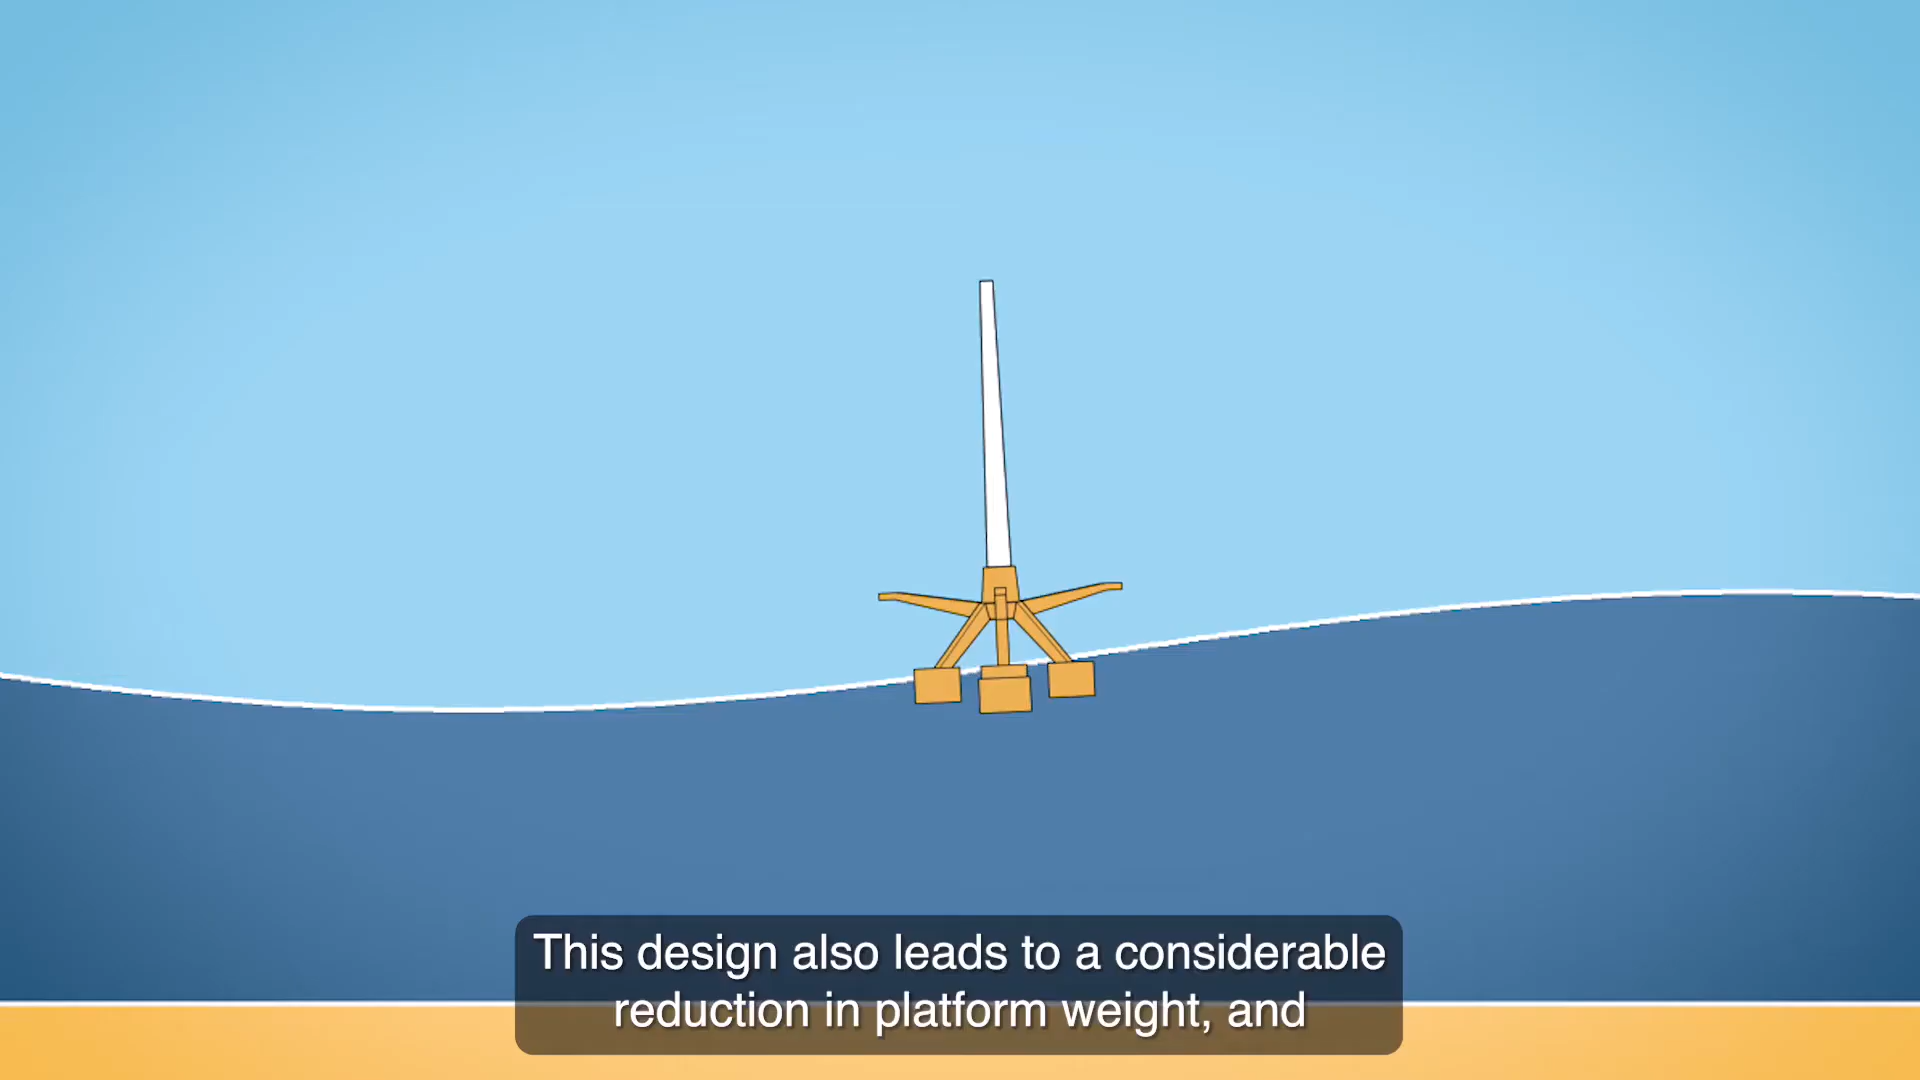 This design also leads to a considerable
reduction in platform weight, and